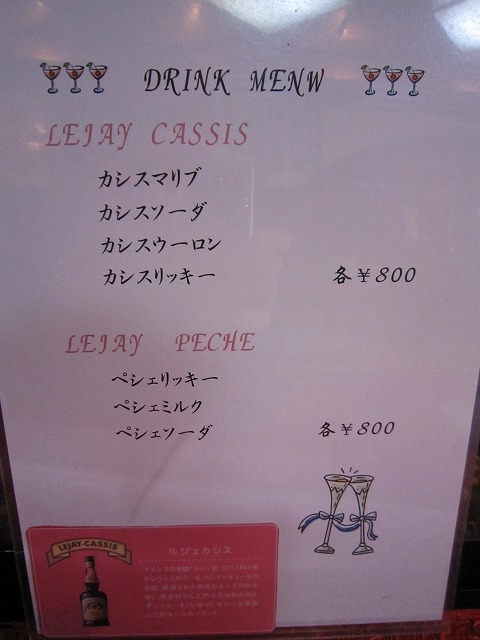 DRINK MENW
LEJAY CASSIS
カシスマリブ
カシスソーダ
カシスウーロン
カシスリッキー 各￥800
LEJAY PECHE
ペシェリッキー
ペシェミルク
ペシェソーダ 各￥800
LEJAY-CASSIS
ルジェカシス